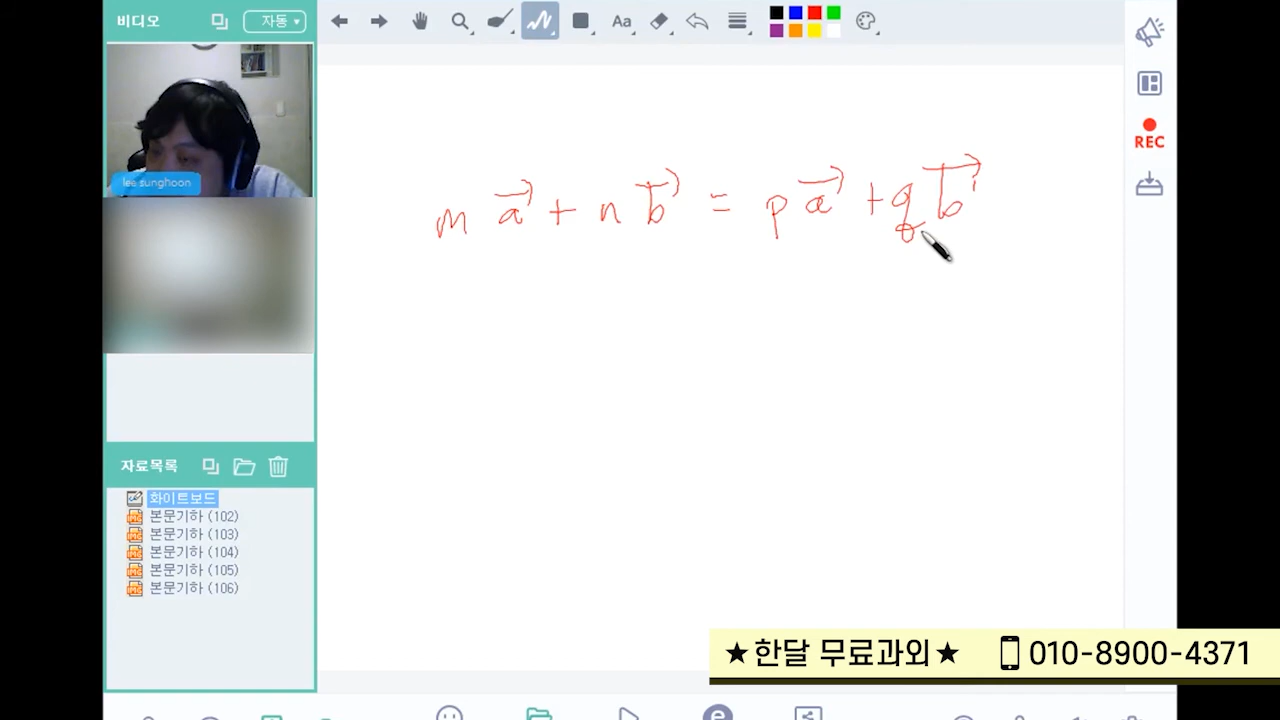 비디오
자동
Aa
lee sunghoon
REC
m a⃗ + n b⃗ = p a⃗ + q b⃗
자료목록
화이트보드
본문기하 (102)
본문기하 (103)
본문기하 (104)
본문기하 (105)
본문기하 (106)
★한달 무료과외★ 010-8900-4371